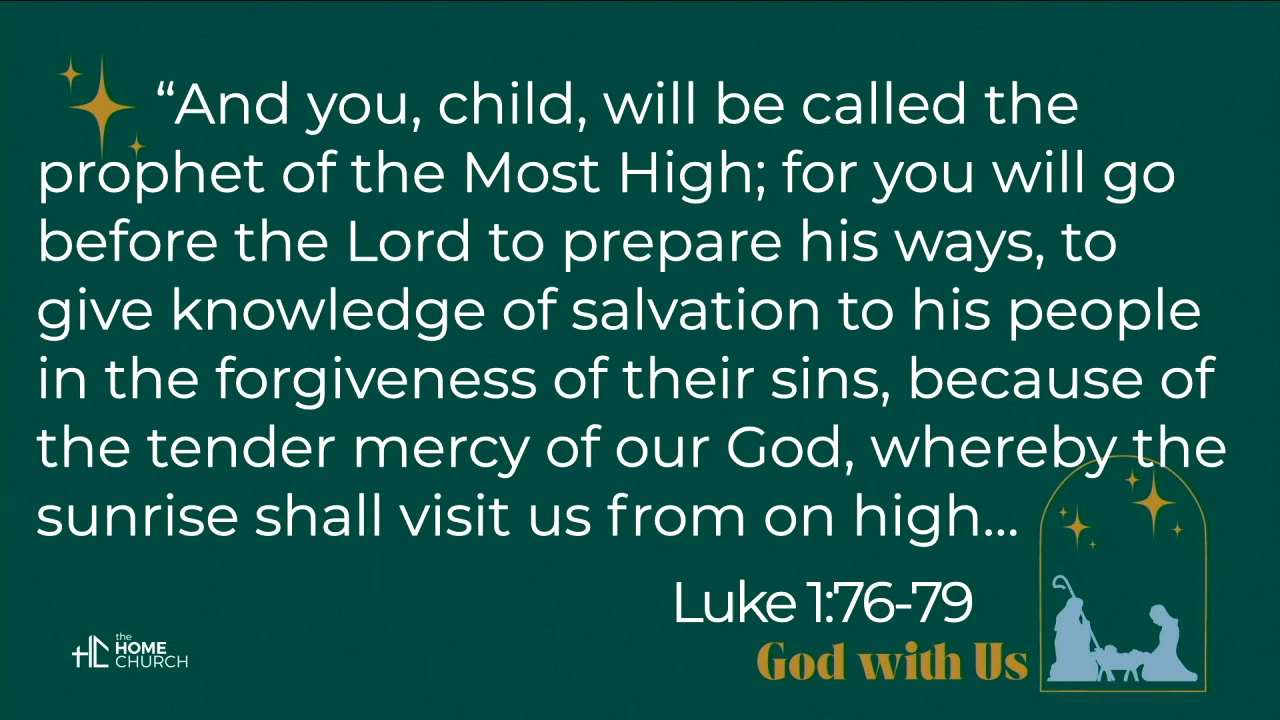 “And you, child, will be called the
prophet of the Most High; for you will go
before the Lord to prepare his ways, to
give knowledge of salvation to his people
in the forgiveness of their sins, because of
the tender mercy of our God, whereby the
sunrise shall visit us from on high...
Luke 1:76-79
God with Us
the
HOME
CHURCH